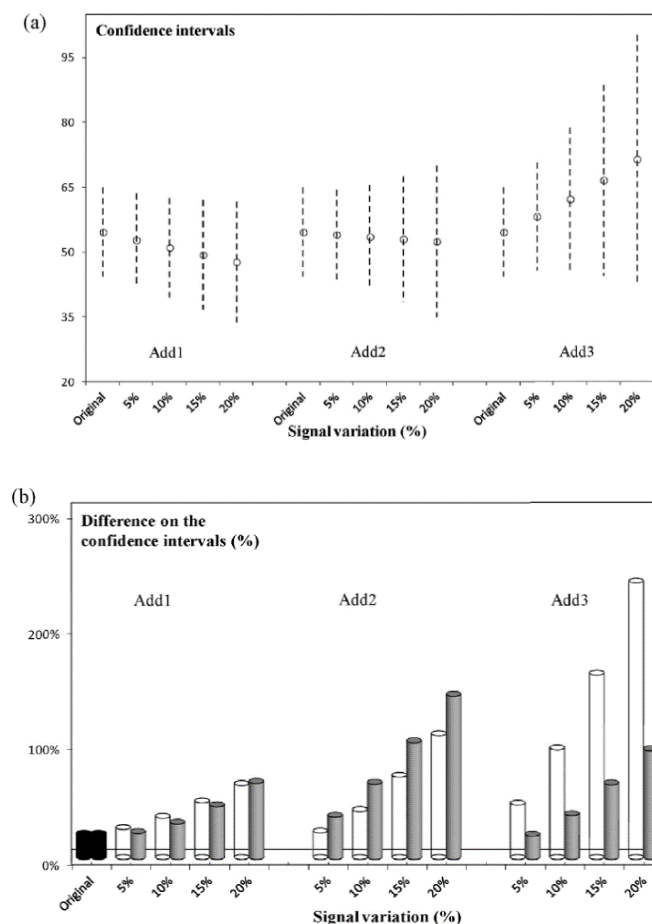 (a)
Confidence intervals
95
80
65
50
35
20
Add1 Add2 Add3
Original 5% 10% 15% 20% Original 5% 10% 15% 20% Original 5% 10% 15% 20%
Signal variation (%)
(b)
300%
Difference on the
confidence intervals (%)
Add1 Add2 Add3
200%
100%
0%
Original 5% 10% 15% 20% 5% 10% 15% 20% 5% 10% 15% 20%
Signal variation (%)